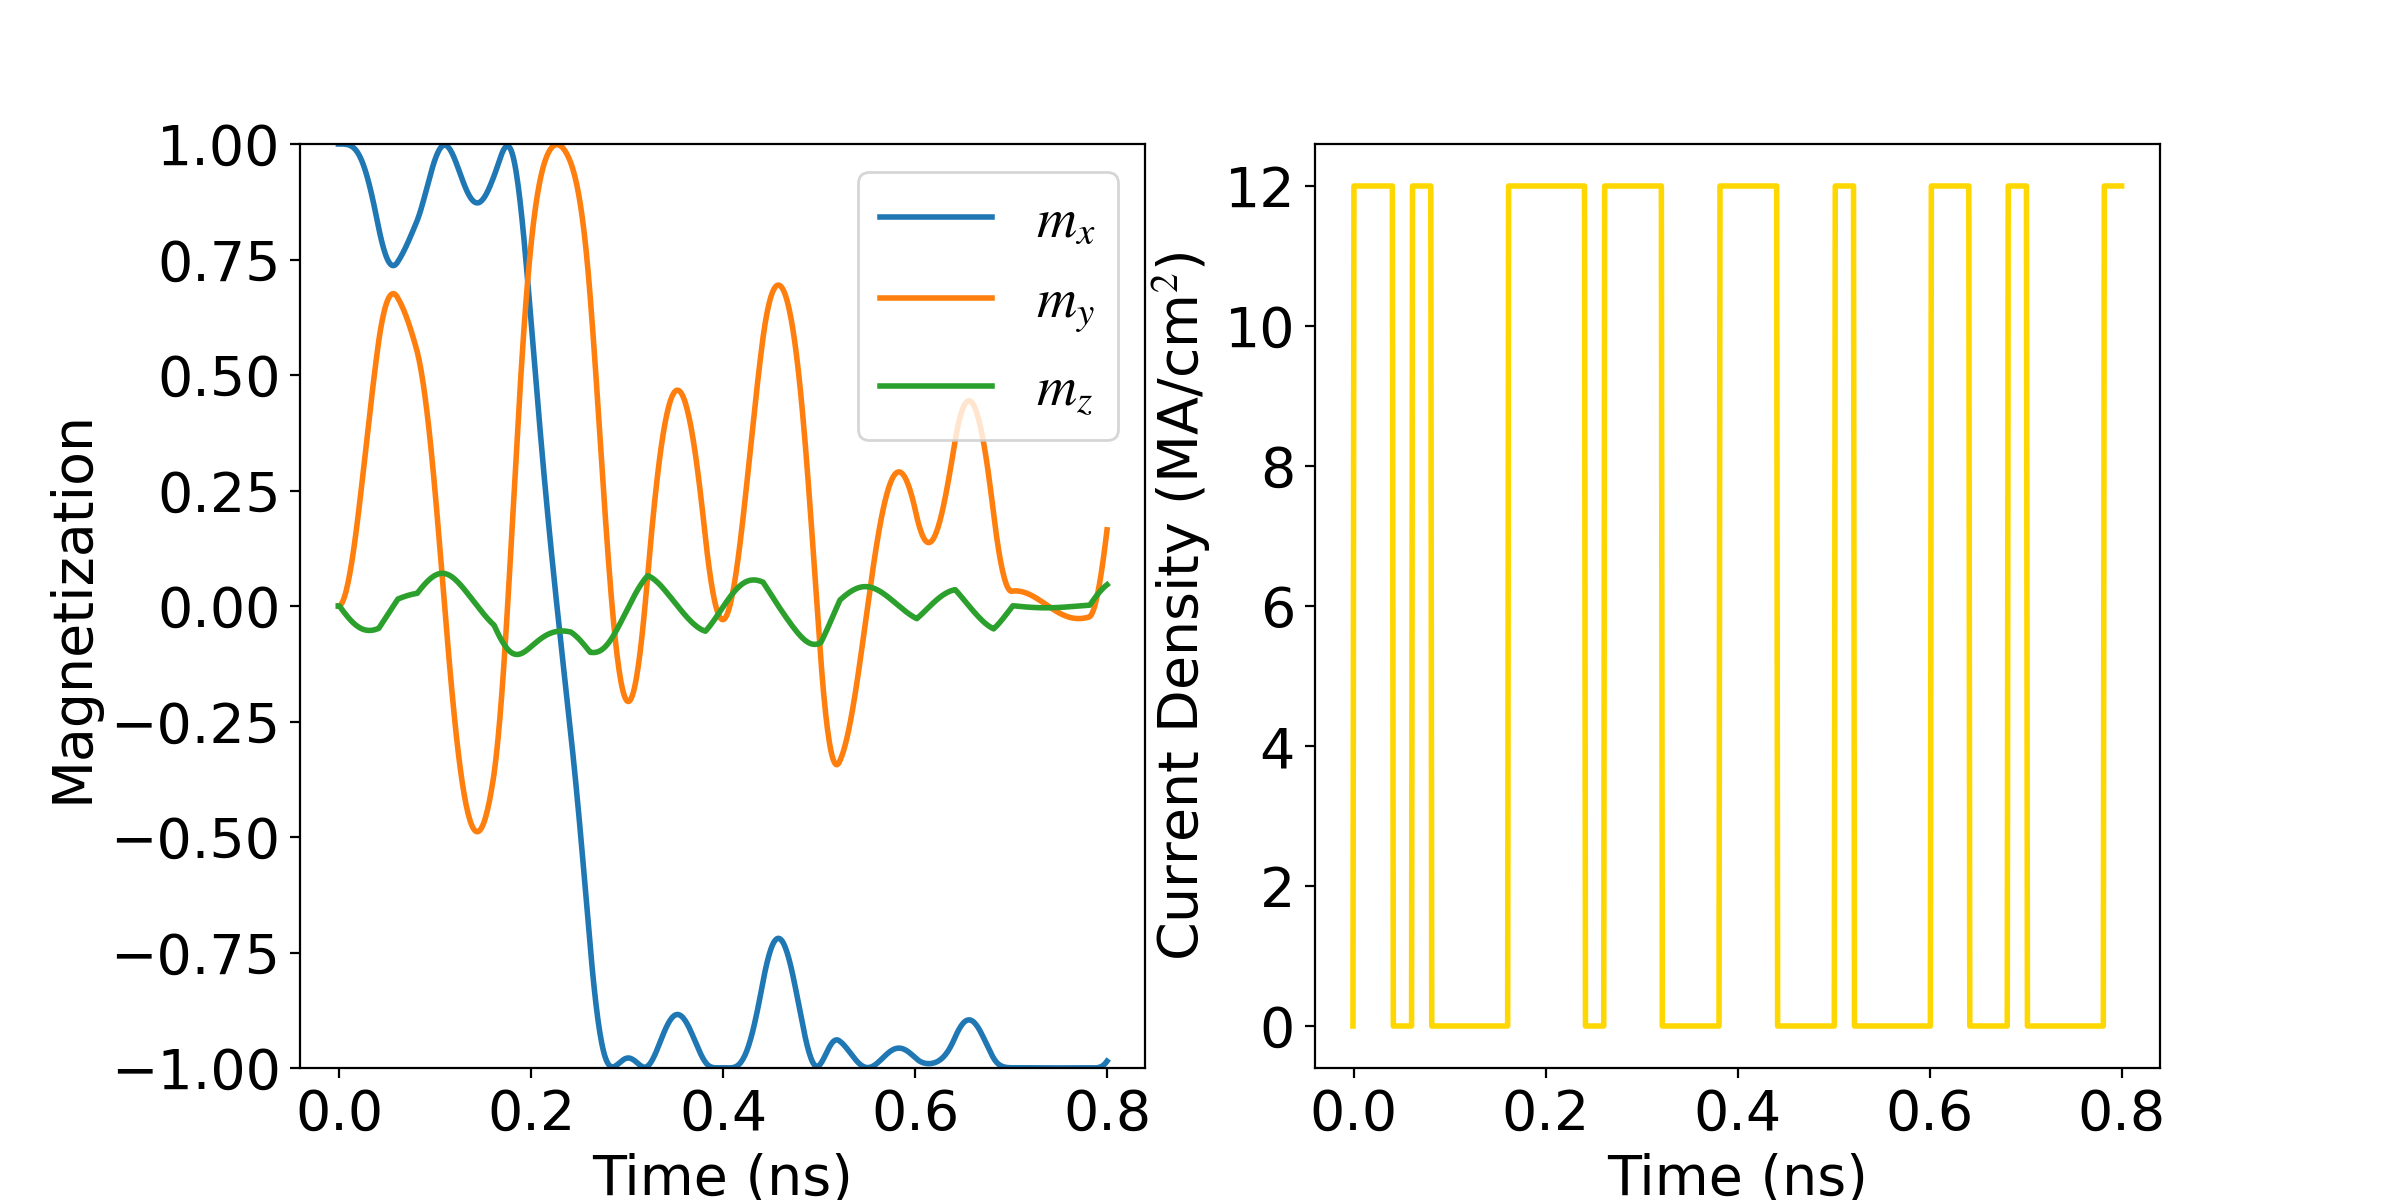 Magnetization
1.00
0.75
0.50
0.25
0.00
−0.25
−0.50
−0.75
−1.00
0.0 0.2 0.4 0.6 0.8
Time (ns)
m_x
m_y
m_z
Current Density (MA/cm²)
12
10
8
6
4
2
0
0.0 0.2 0.4 0.6 0.8
Time (ns)